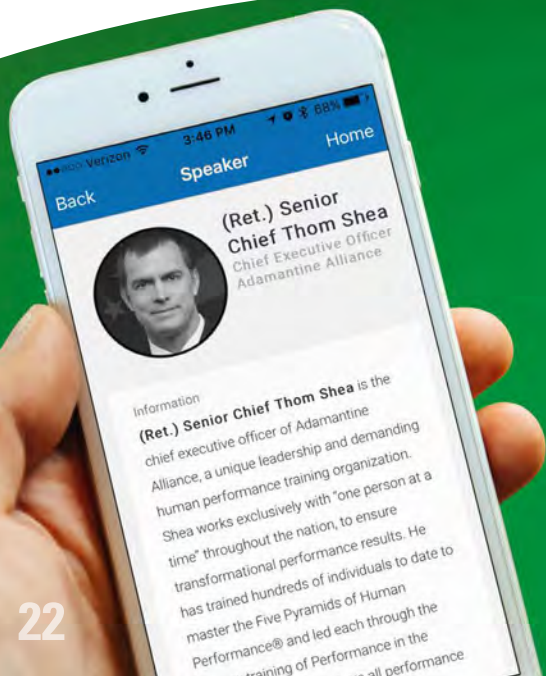 Verizon 3:46 PM 68%
Back Speaker Home
(Ret.) Senior
Chief Thom Shea
Chief Executive Officer
Adamantine Alliance
Information
(Ret.) Senior Chief Thom Shea is the
chief executive officer of Adamantine
Alliance, a unique leadership and demanding
human performance training organization.
Shea works exclusively with “one person at a
time” throughout the nation, to ensure
transformational performance results. He
has trained hundreds of individuals to date to
master the Five Pyramids of Human
Performance® and led each through the
training of Performance in the
all performance
22